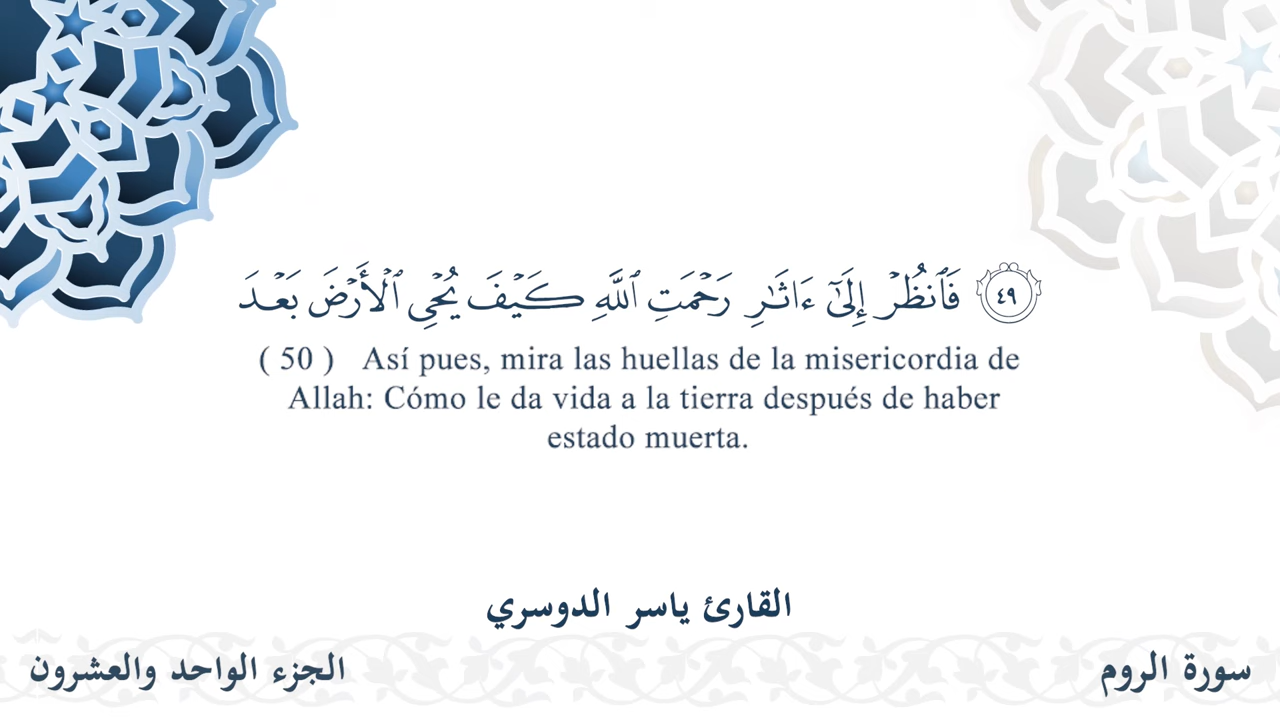 ٤٩ فَٱنظُرۡ إِلَىٰٓ ءَاثَٰرِ رَحۡمَتِ ٱللَّهِ كَيۡفَ يُحۡيِ ٱلۡأَرۡضَ بَعۡدَ
( 50 ) Así pues, mira las huellas de la misericordia de
Allah: Cómo le da vida a la tierra después de haber
estado muerta.
القارئ ياسر الدوسري
سورة الروم
الجزء الواحد والعشرون